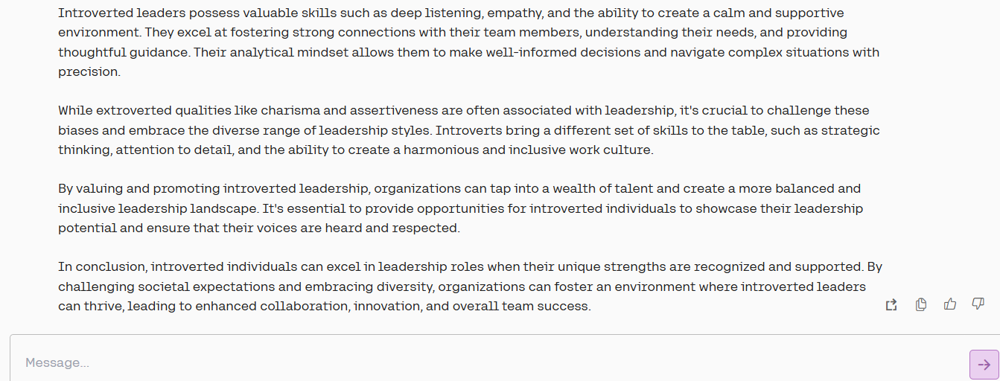 Introverted leaders possess valuable skills such as deep listening, empathy, and the ability to create a calm and supportive
environment. They excel at fostering strong connections with their team members, understanding their needs, and providing
thoughtful guidance. Their analytical mindset allows them to make well-informed decisions and navigate complex situations with
precision.
While extroverted qualities like charisma and assertiveness are often associated with leadership, it's crucial to challenge these
biases and embrace the diverse range of leadership styles. Introverts bring a different set of skills to the table, such as strategic
thinking, attention to detail, and the ability to create a harmonious and inclusive work culture.
By valuing and promoting introverted leadership, organizations can tap into a wealth of talent and create a more balanced and
inclusive leadership landscape. It's essential to provide opportunities for introverted individuals to showcase their leadership
potential and ensure that their voices are heard and respected.
In conclusion, introverted individuals can excel in leadership roles when their unique strengths are recognized and supported. By
challenging societal expectations and embracing diversity, organizations can foster an environment where introverted leaders
can thrive, leading to enhanced collaboration, innovation, and overall team success.
Message...